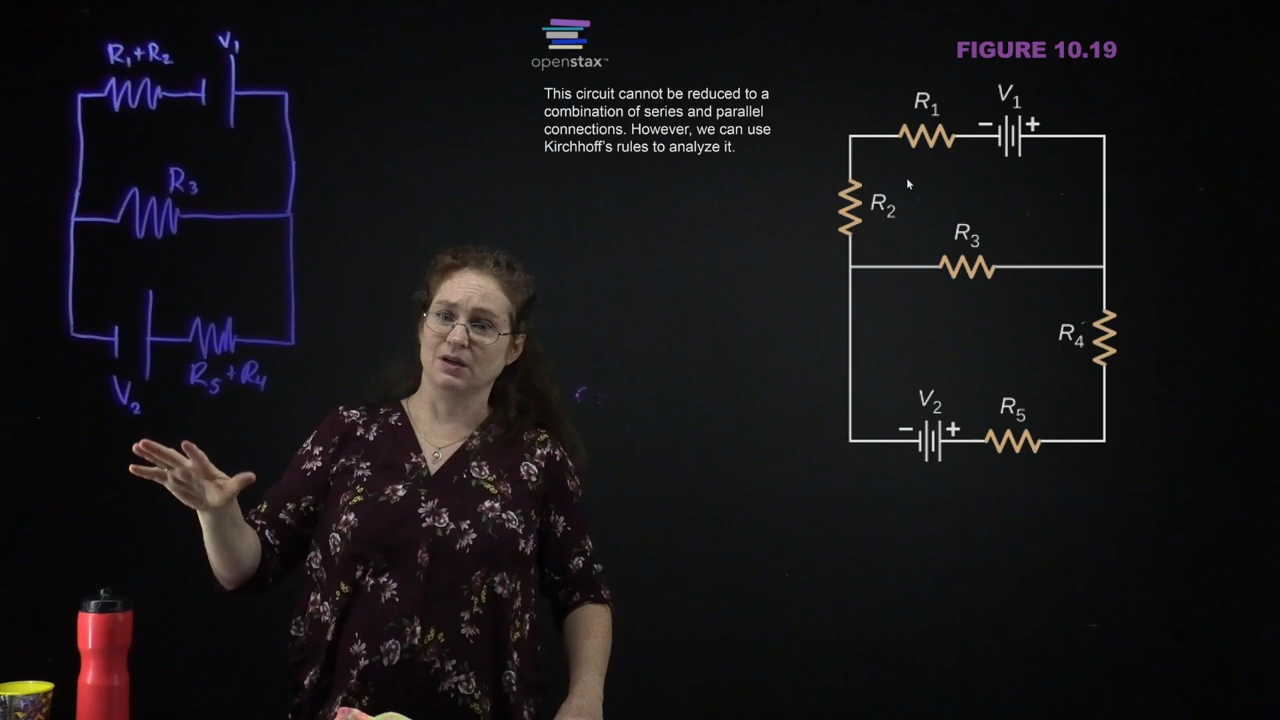 R₁+R₂
V₁
R₃
V₂
R₅+R₄
openstax™
This circuit cannot be reduced to a
combination of series and parallel
connections. However, we can use
Kirchhoff's rules to analyze it.
FIGURE 10.19
R₁
V₁
− +
R₂
R₃
R₄
V₂
− +
R₅